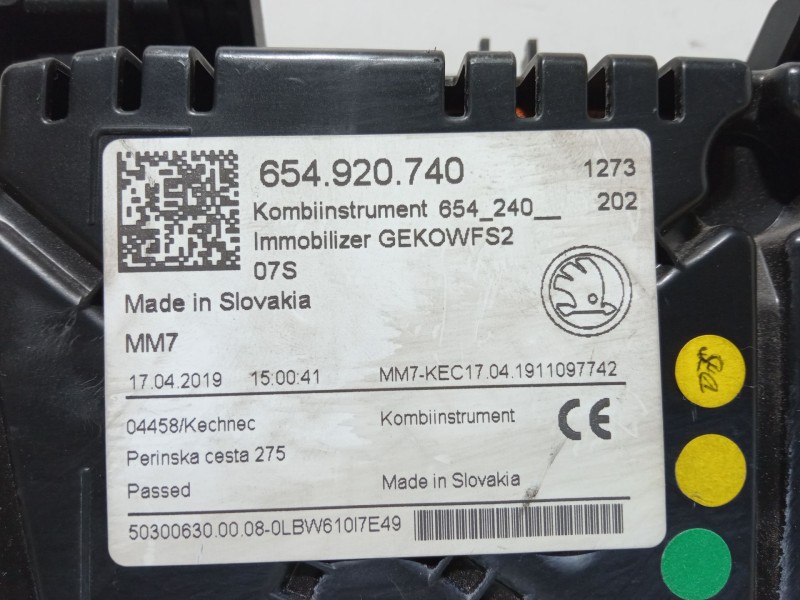 654.920.740 1273
Kombiinstrument 654_240__ 202
Immobilizer GEKOWFS2
07S
Made in Slovakia
MM7
17.04.2019 15:00:41 MM7-KEC17.04.1911097742
04458/Kechnec Kombiinstrument CE
Perinska cesta 275
Passed Made in Slovakia
50300630.00.08-0LBW610I7E49